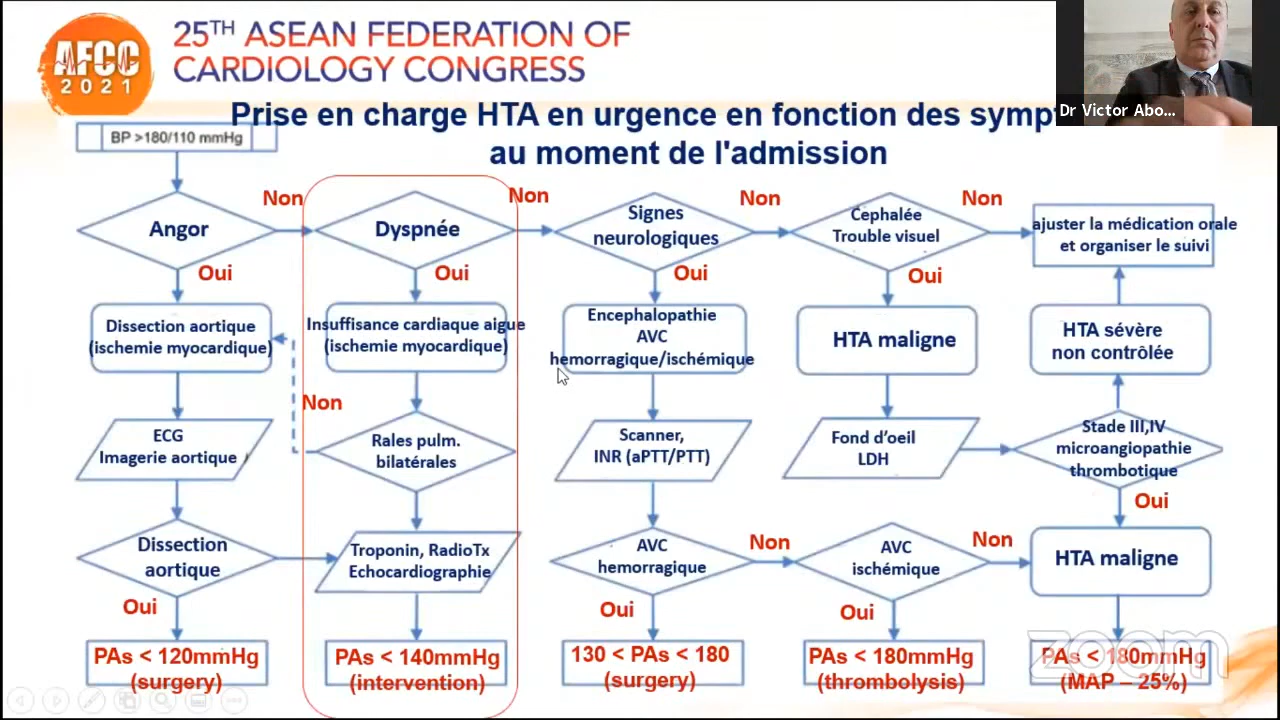 AFCC
2021
25TH ASEAN FEDERATION OF
CARDIOLOGY CONGRESS
Dr Victor Abo...
Prise en charge HTA en urgence en fonction des
au moment de l'admission
BP >180/110 mmHg
Non
Non
Non
Non
Angor
Dyspnée
Signes
neurologiques
Cephalée
Trouble visuel
ajuster la médication orale
et organiser le suivi
Oui
Oui
Oui
Oui
Dissection aortique
(ischemie myocardique)
Insuffisance cardiaque aigue
(ischemie myocardique)
Encephalopathie
AVC
hemorragique/ischémique
HTA maligne
HTA sévère
non contrôlée
Non
ECG
Imagerie aortique
Rales pulm.
bilatérales
Scanner,
INR (aPTT/PTT)
Fond d'oeil
LDH
Stade III,IV
microangiopathie
thrombotique
Oui
Dissection
aortique
Troponin, RadioTx
Echocardiographie
AVC
hemorragique
Non
AVC
ischémique
Non
HTA maligne
Oui
Oui
Oui
PAs < 120mmHg
(surgery)
PAs < 140mmHg
(intervention)
130 < PAs < 180
(surgery)
PAs < 180mmHg
(thrombolysis)
PAs < 180mmHg
(MAP – 25%)
zoom